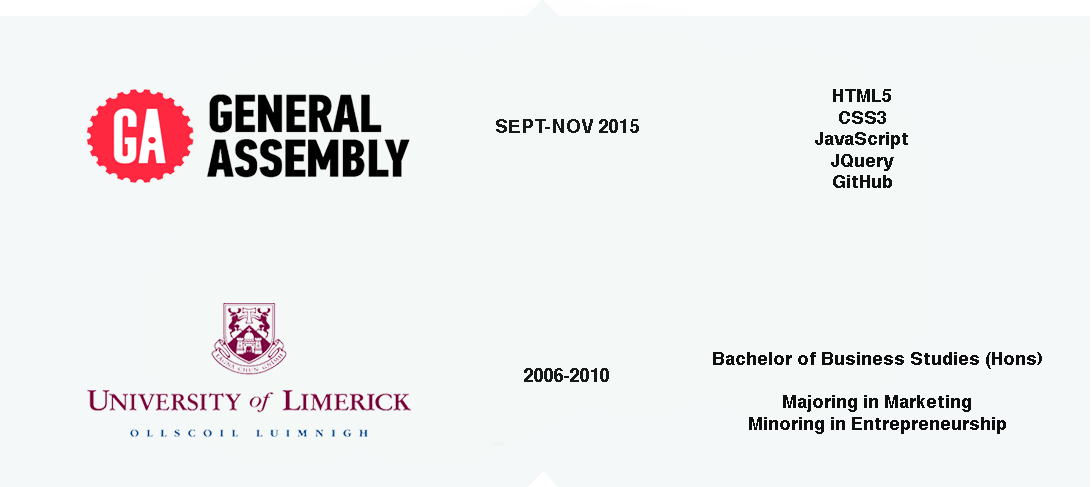 GA GENERAL
ASSEMBLY
SEPT-NOV 2015
HTML5
CSS3
JavaScript
JQuery
GitHub
UNIVERSITY of LIMERICK
OLLSCOIL LUIMNIGH
2006-2010
Bachelor of Business Studies (Hons)
Majoring in Marketing
Minoring in Entrepreneurship